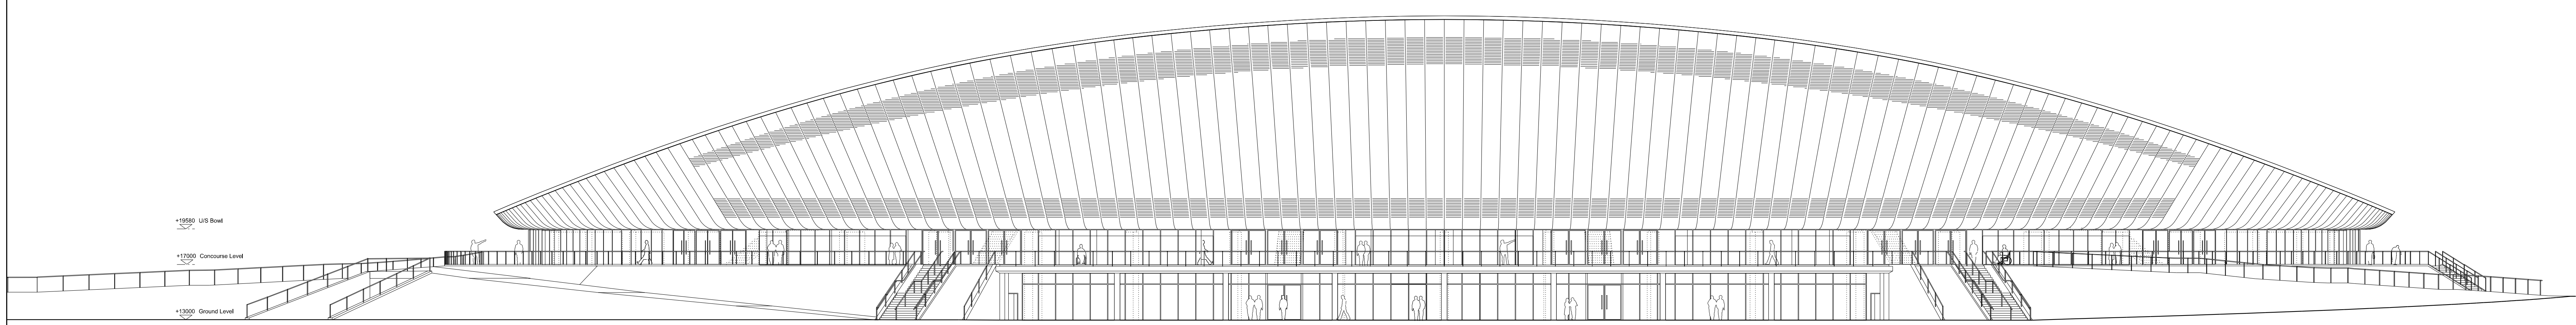 +19580 U/S Bowl
+17000 Concourse Level
+13000 Ground Level